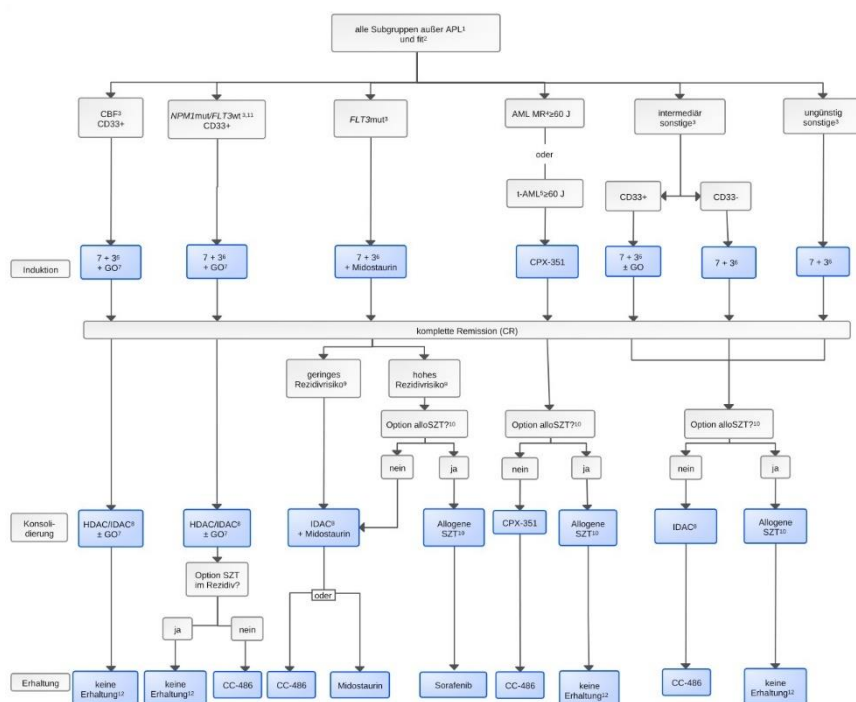 alle Subgruppen außer APL¹
und fit²
CBF³
CD33+
NPM1mut/FLT3wt ³,¹¹
CD33+
FLT3mut³
AML MR⁴≥60 J
oder
t-AML⁵≥60 J
intermediär
sonstige³
ungünstig
sonstige³
CD33+
CD33-
Induktion
7 + 3⁶
+ GO⁷
7 + 3⁶
+ GO⁷
7 + 3⁶
+ Midostaurin
CPX-351
7 + 3⁶
± GO
7 + 3⁶
7 + 3⁶
komplette Remission (CR)
geringes
Rezidivrisiko⁹
hohes
Rezidivrisiko⁹
Option alloSZT?¹⁰
Option alloSZT?¹⁰
Option alloSZT?¹⁰
nein
ja
nein
ja
nein
ja
Konsoli-
dierung
HDAC/IDAC⁸
± GO⁷
HDAC/IDAC⁸
± GO⁷
IDAC⁸
+ Midostaurin
Allogene
SZT¹⁰
CPX-351
Allogene
SZT¹⁰
IDAC⁸
Allogene
SZT¹⁰
Option SZT
im Rezidiv?
oder
ja
nein
Erhaltung
keine
Erhaltung¹²
keine
Erhaltung¹²
CC-486
CC-486
Midostaurin
Sorafenib
CC-486
keine
Erhaltung¹²
CC-486
keine
Erhaltung¹²